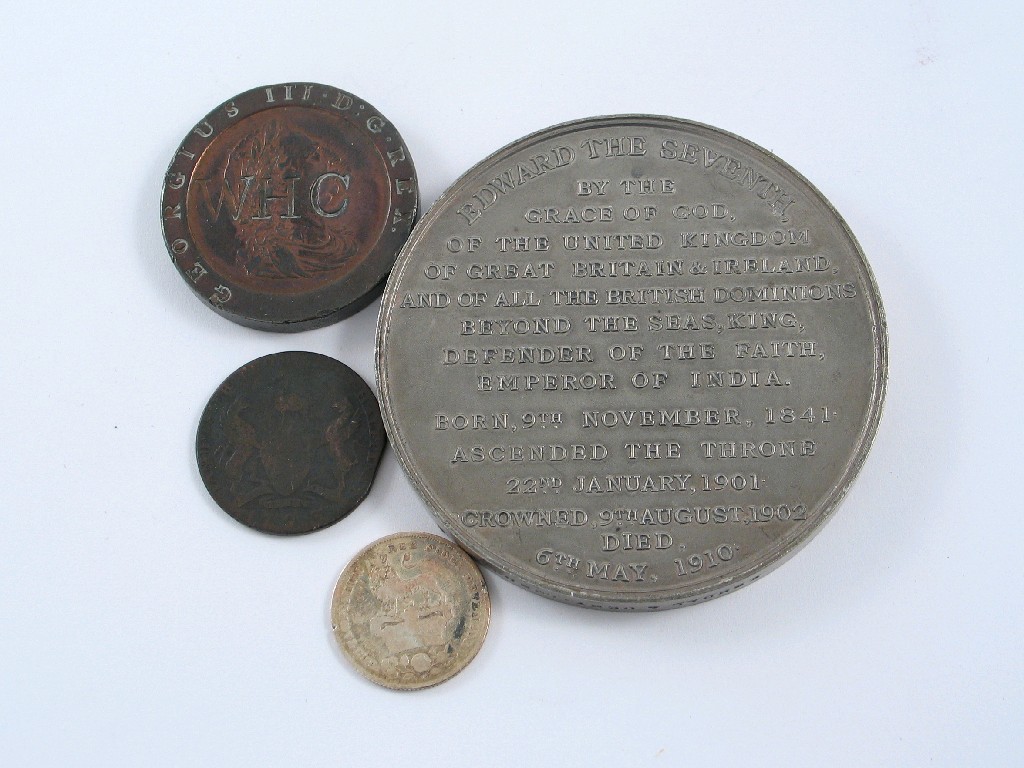 GEORGIUS III·D:G·REX.
WHC
EDWARD THE SEVENTH,
BY THE
GRACE OF GOD,
OF THE UNITED KINGDOM
OF GREAT BRITAIN & IRELAND,
AND OF ALL THE BRITISH DOMINIONS
BEYOND THE SEAS, KING,
DEFENDER OF THE FAITH,
EMPEROR OF INDIA.
BORN, 9TH NOVEMBER, 1841·
ASCENDED THE THRONE
22ND JANUARY, 1901·
CROWNED, 9TH AUGUST, 1902
DIED,
6TH MAY, 1910·